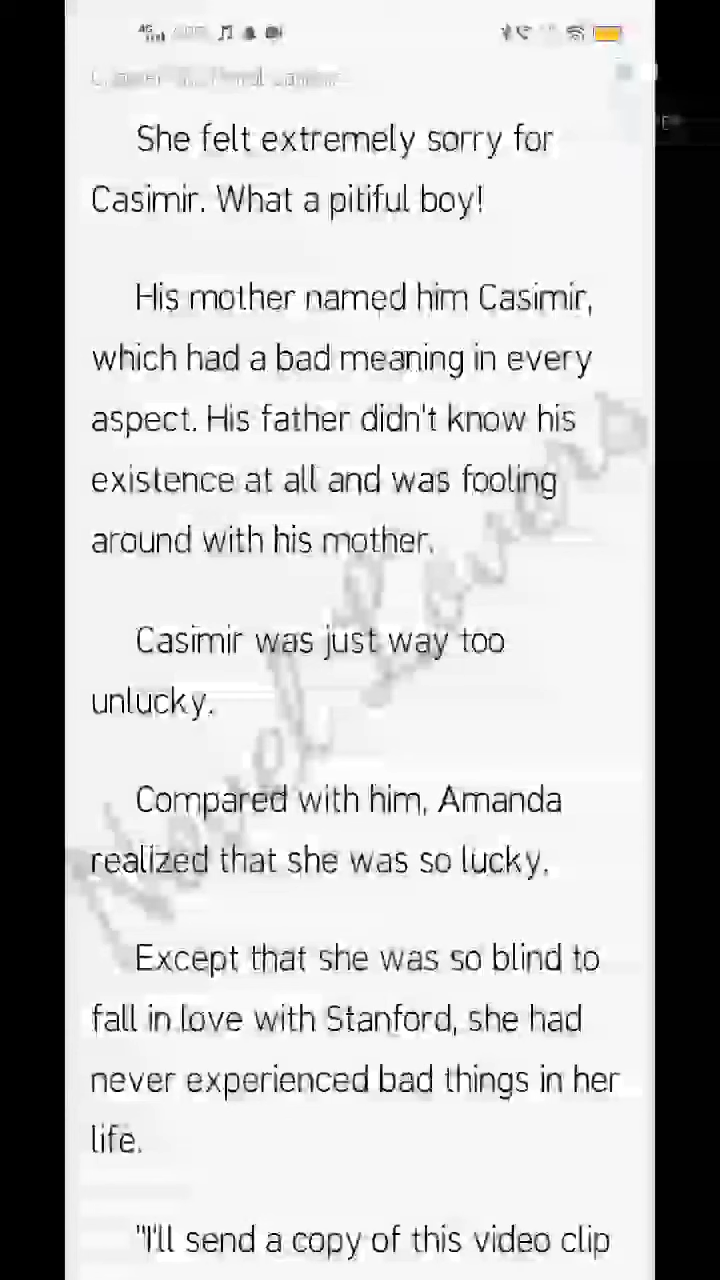 She felt extremely sorry for
Casimir. What a pitiful boy!
His mother named him Casimir,
which had a bad meaning in every
aspect. His father didn't know his
existence at all and was fooling
around with his mother.
Casimir was just way too
unlucky.
Compared with him, Amanda
realized that she was so lucky.
Except that she was so blind to
fall in love with Stanford, she had
never experienced bad things in her
life.
"I'll send a copy of this video clip
Novel Lovers